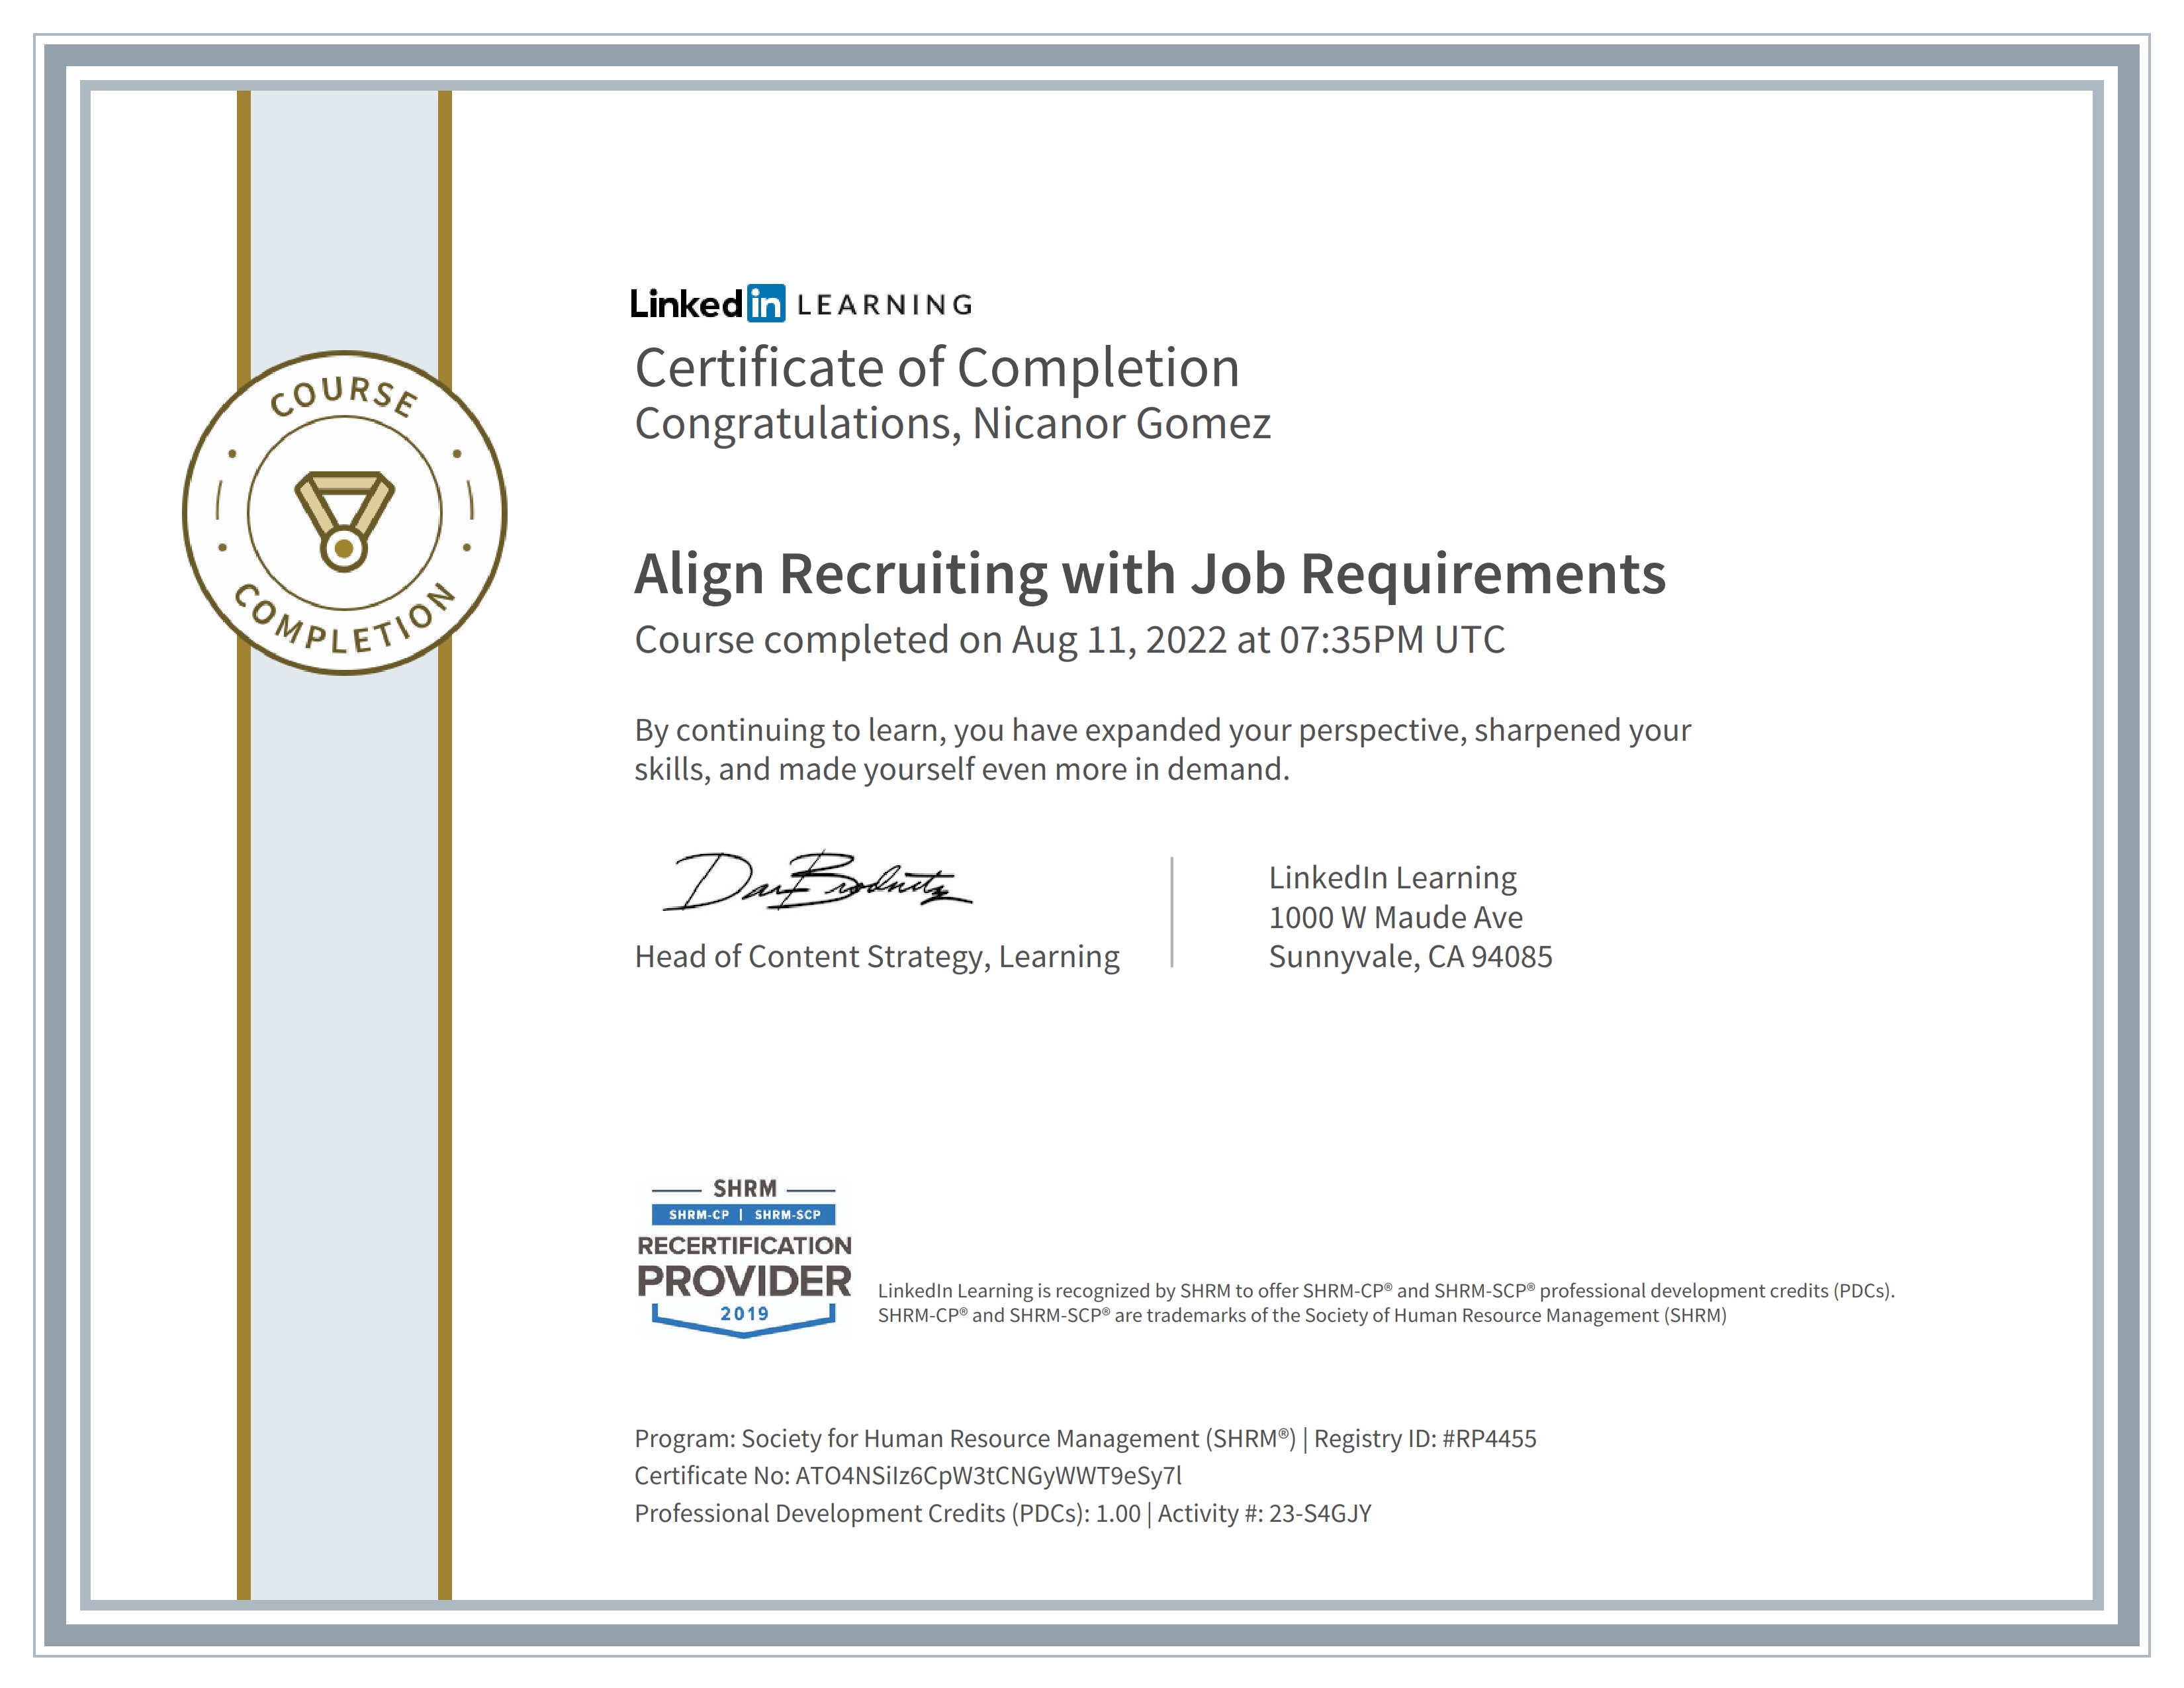 COURSE
COMPLETION
Linkedin LEARNING
Certificate of Completion
Congratulations, Nicanor Gomez
Align Recruiting with Job Requirements
Course completed on Aug 11, 2022 at 07:35PM UTC
By continuing to learn, you have expanded your perspective, sharpened your
skills, and made yourself even more in demand.
Dan Brodnitz
Head of Content Strategy, Learning
LinkedIn Learning
1000 W Maude Ave
Sunnyvale, CA 94085
SHRM
SHRM-CP | SHRM-SCP
RECERTIFICATION
PROVIDER
2019
LinkedIn Learning is recognized by SHRM to offer SHRM-CP® and SHRM-SCP® professional development credits (PDCs).
SHRM-CP® and SHRM-SCP® are trademarks of the Society of Human Resource Management (SHRM)
Program: Society for Human Resource Management (SHRM®) | Registry ID: #RP4455
Certificate No: ATO4NSiIz6CpW3tCNGyWWT9eSy7l
Professional Development Credits (PDCs): 1.00 | Activity #: 23-S4GJY